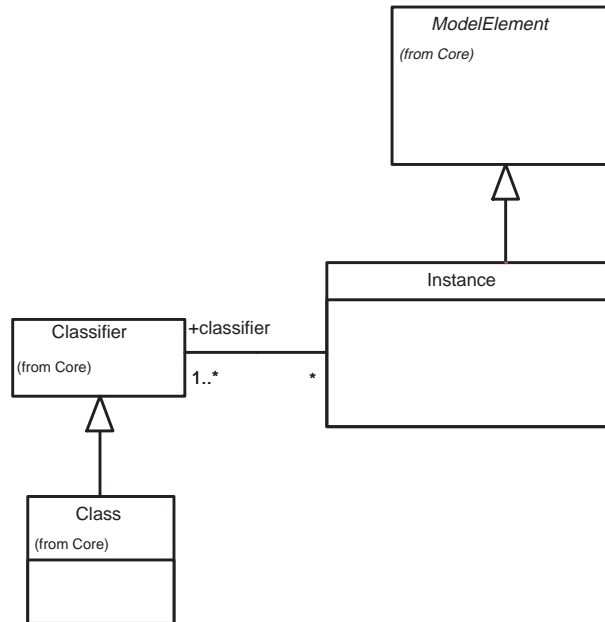 ModelElement
(from Core)
Instance
Classifier
(from Core)
+classifier
1..*
*
Class
(from Core)